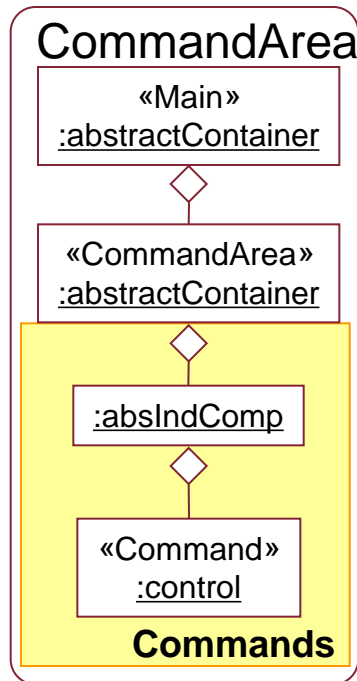 CommandArea
«Main»
:abstractContainer
«CommandArea»
:abstractContainer
:absIndComp
«Command»
:control
Commands